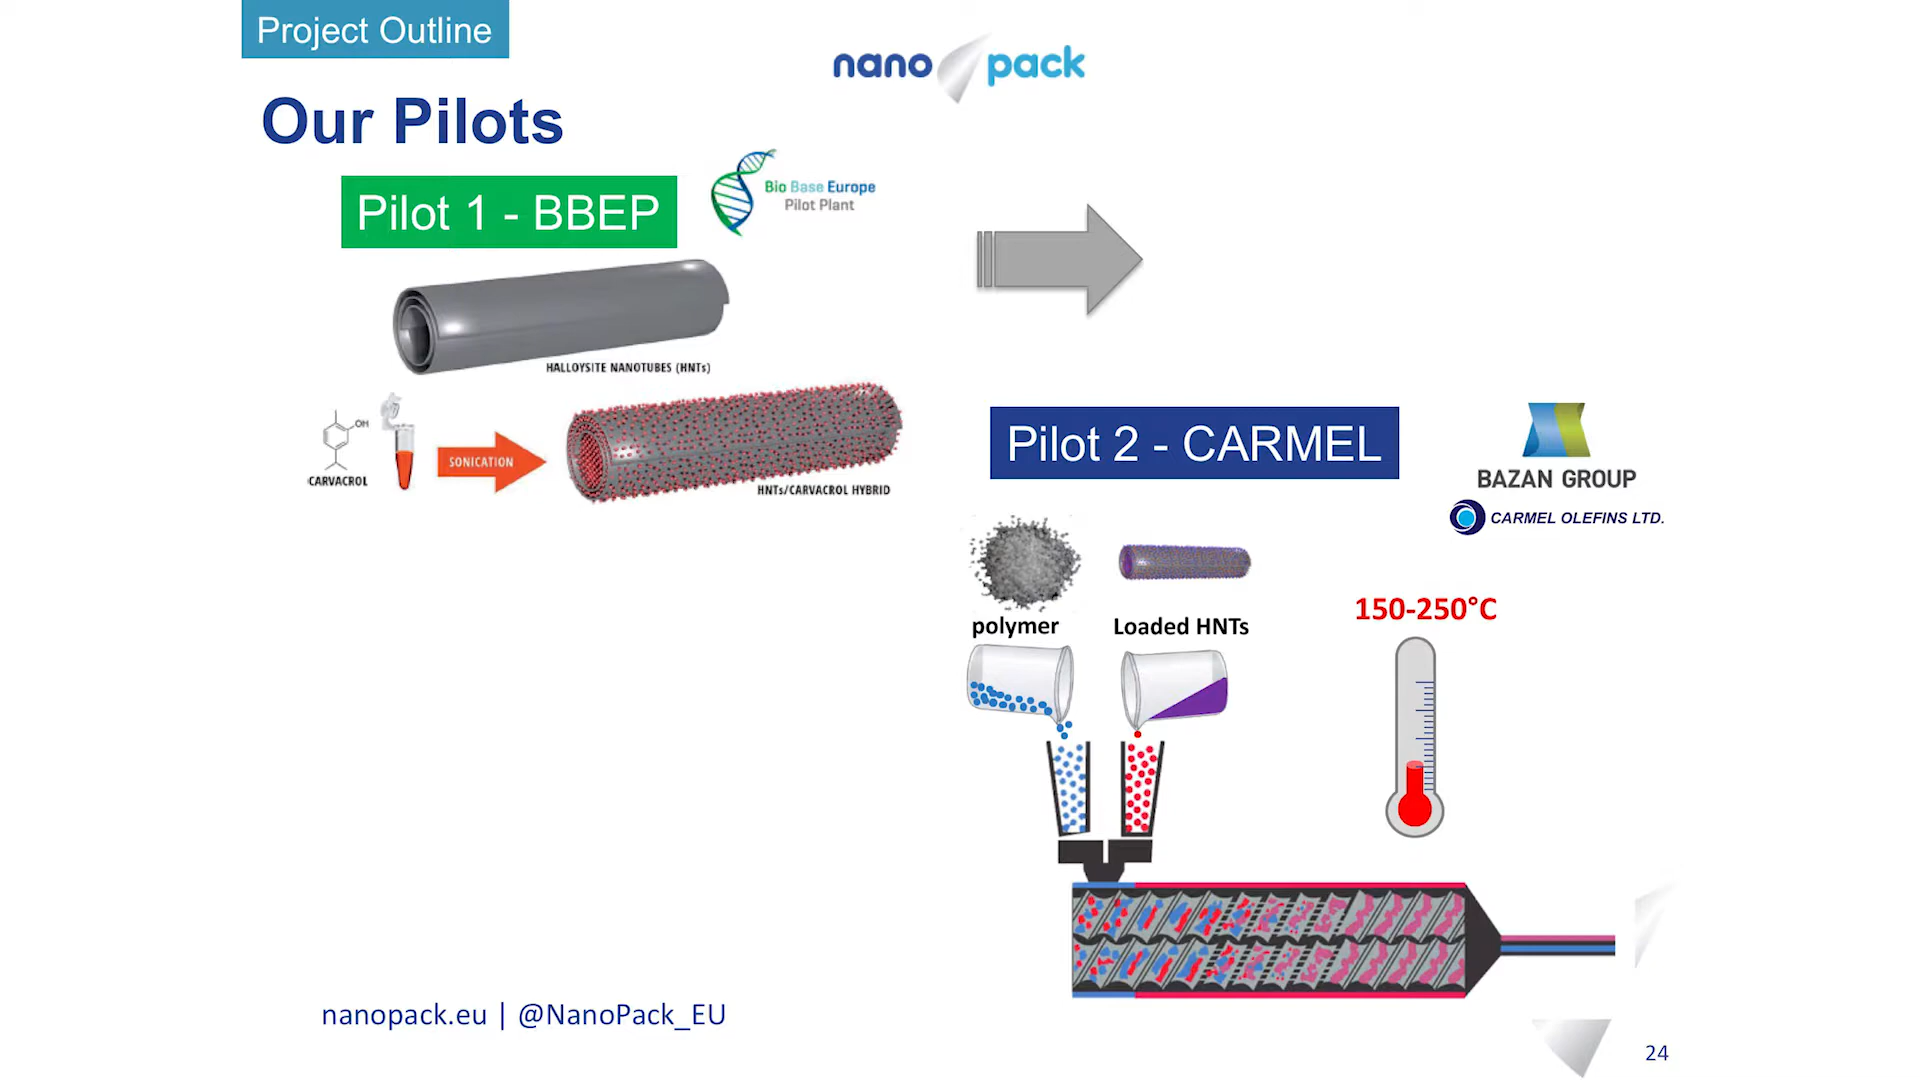 Project Outline
nano pack
Our Pilots
Pilot 1 - BBEP
Bio Base Europe
Pilot Plant
HALLOYSITE NANOTUBES (HNTs)
OH
CARVACROL
SONICATION
HNTs/CARVACROL HYBRID
Pilot 2 - CARMEL
BAZAN GROUP
CARMEL OLEFINS LTD.
polymer
Loaded HNTs
150-250°C
nanopack.eu | @NanoPack_EU
24